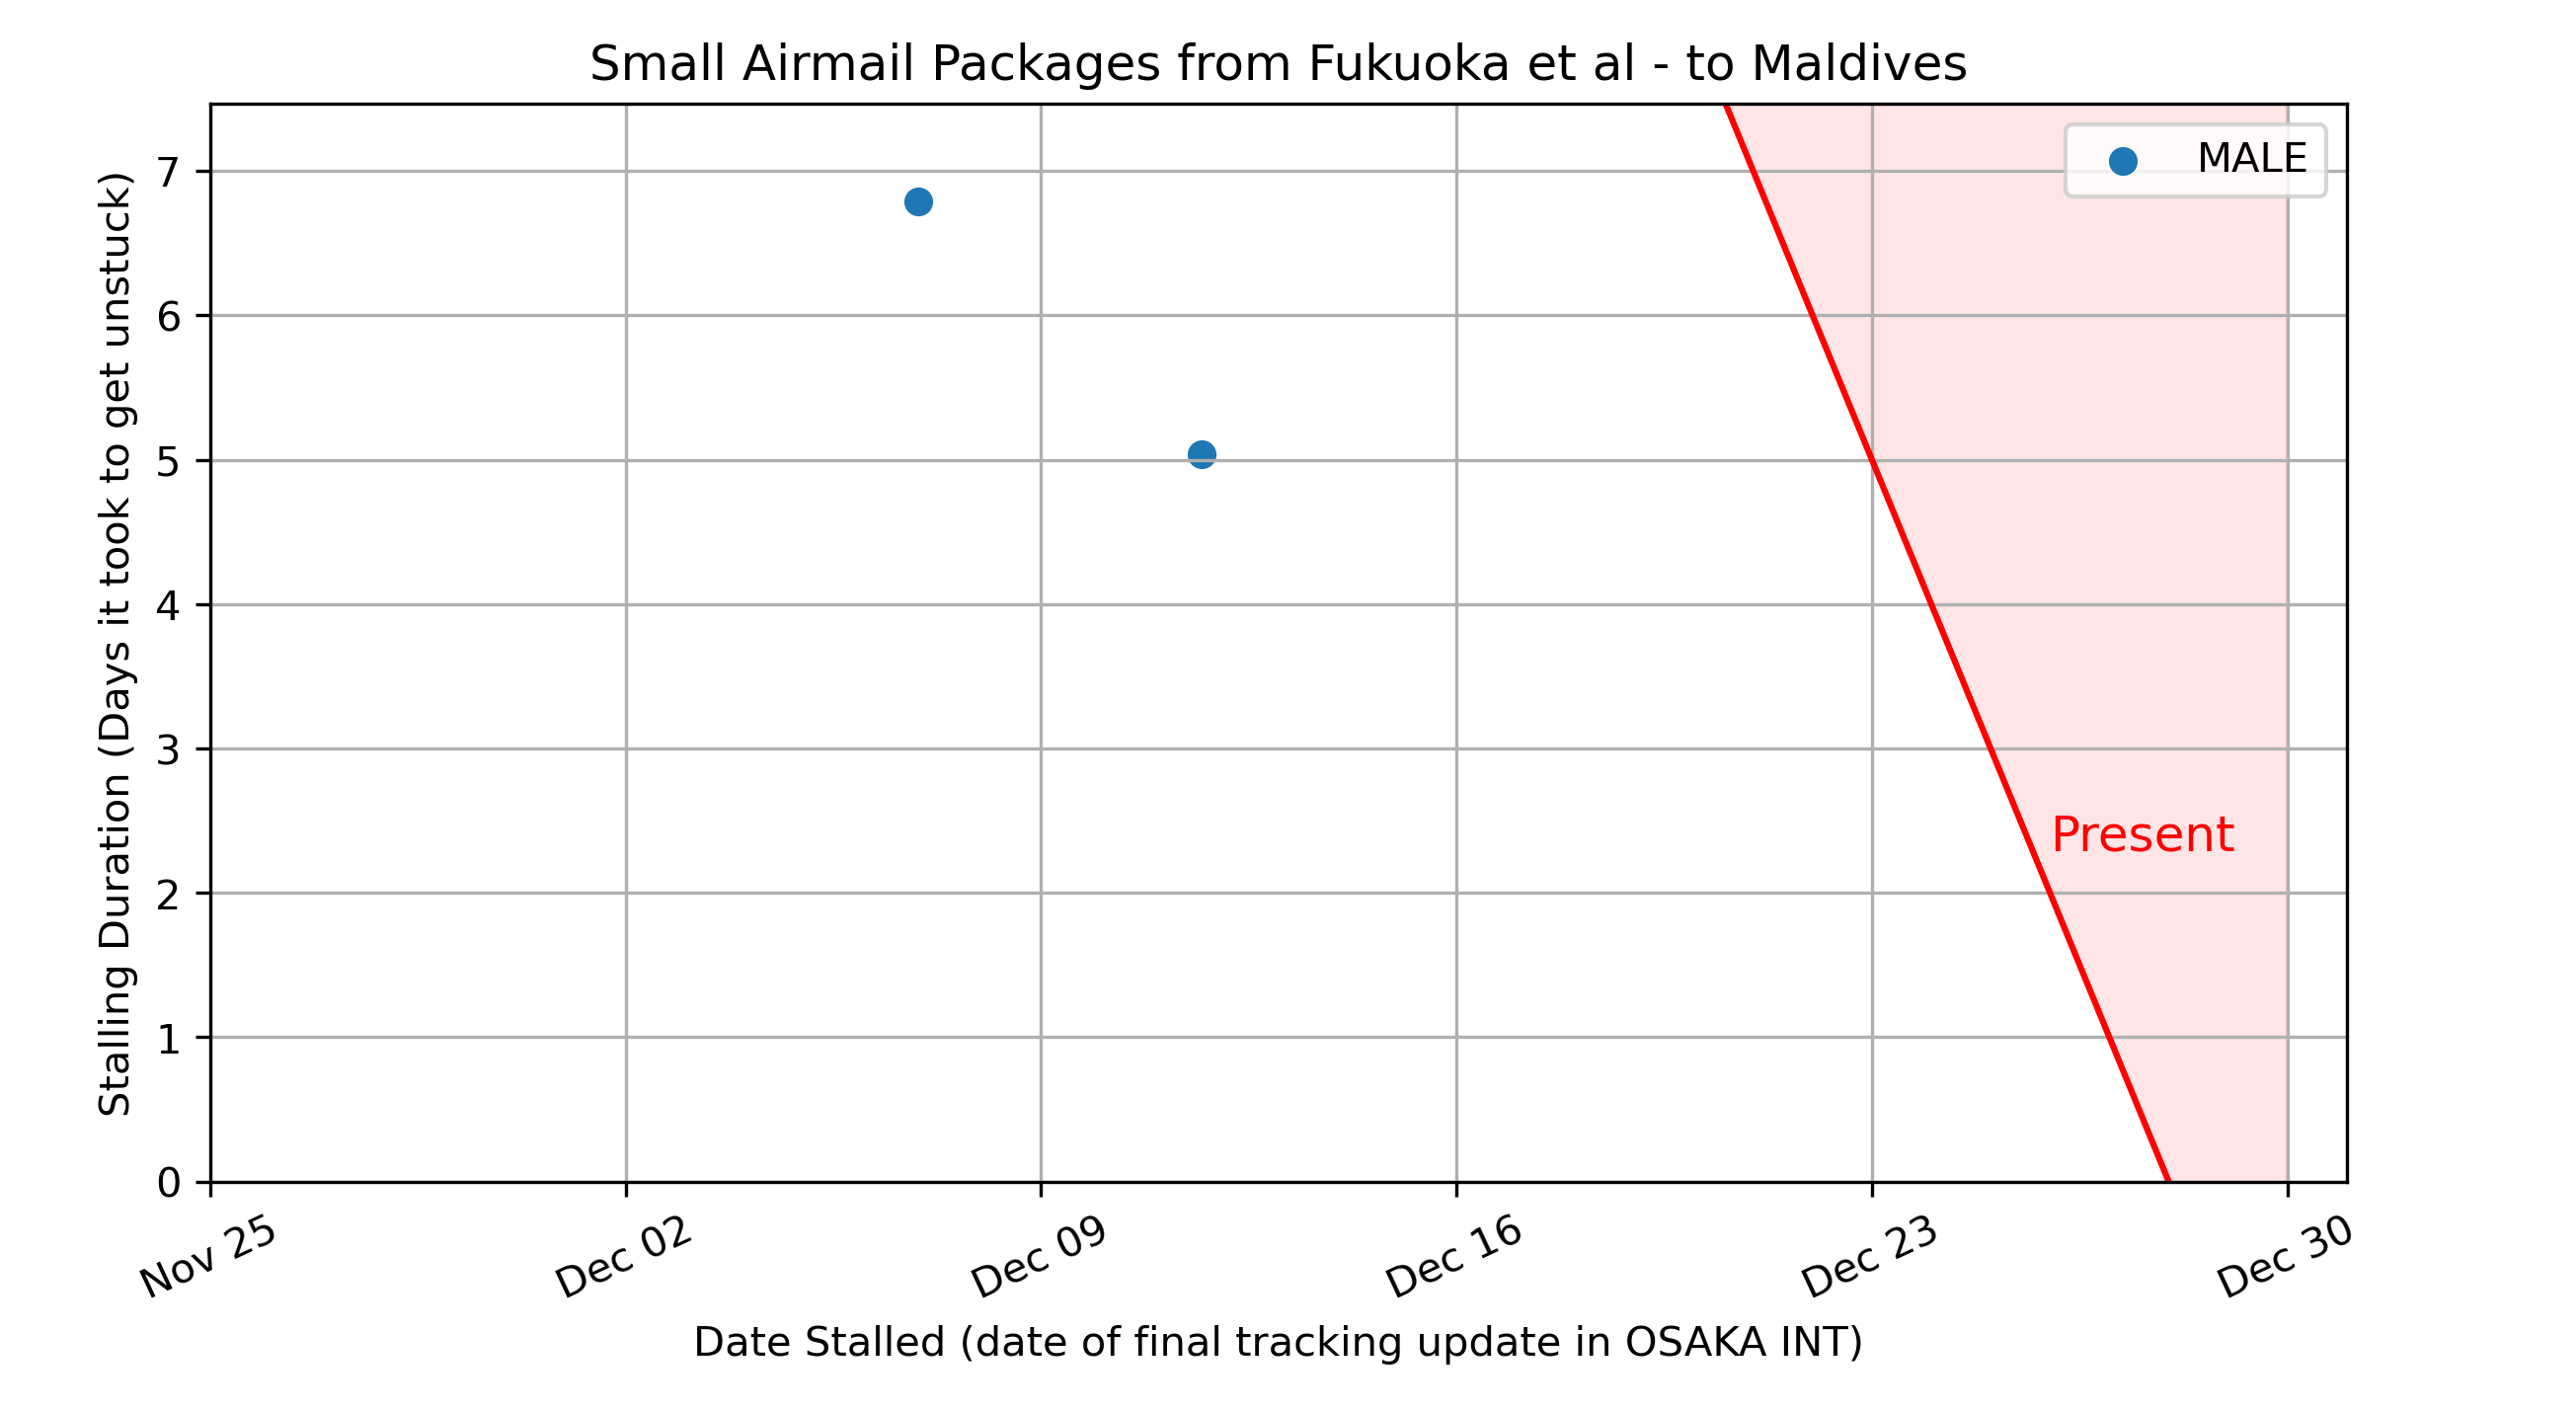 Small Airmail Packages from Fukuoka et al - to Maldives
MALE
Stalling Duration (Days it took to get unstuck)
7
6
5
4
3
2
1
0
Present
Nov 25
Dec 02
Dec 09
Dec 16
Dec 23
Dec 30
Date Stalled (date of final tracking update in OSAKA INT)